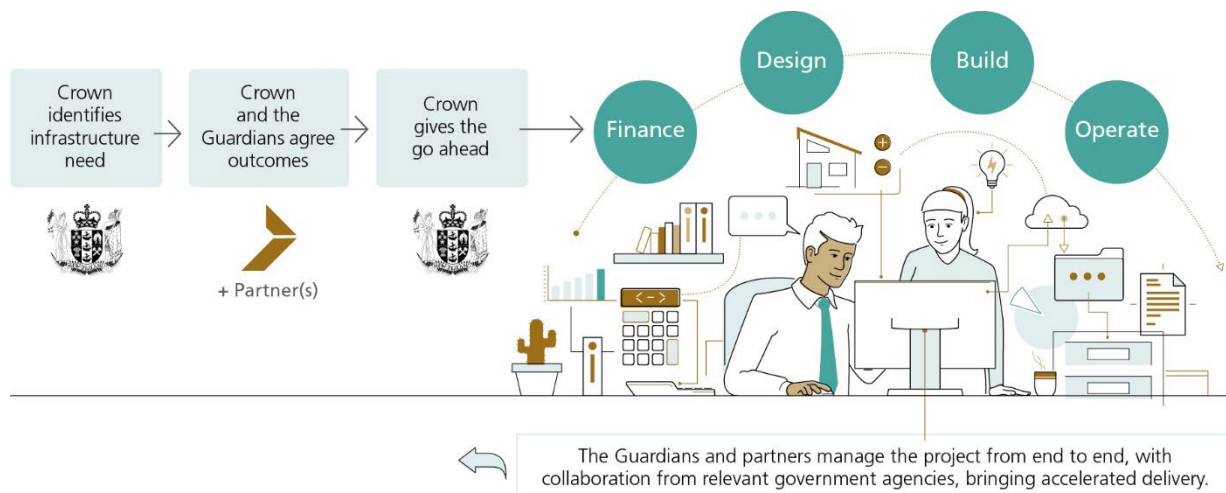 Crown
identifies
infrastructure
need
Crown
and the
Guardians agree
outcomes
Crown
gives the
go ahead
+ Partner(s)
Finance
Design
Build
Operate
The Guardians and partners manage the project from end to end, with
collaboration from relevant government agencies, bringing accelerated delivery.